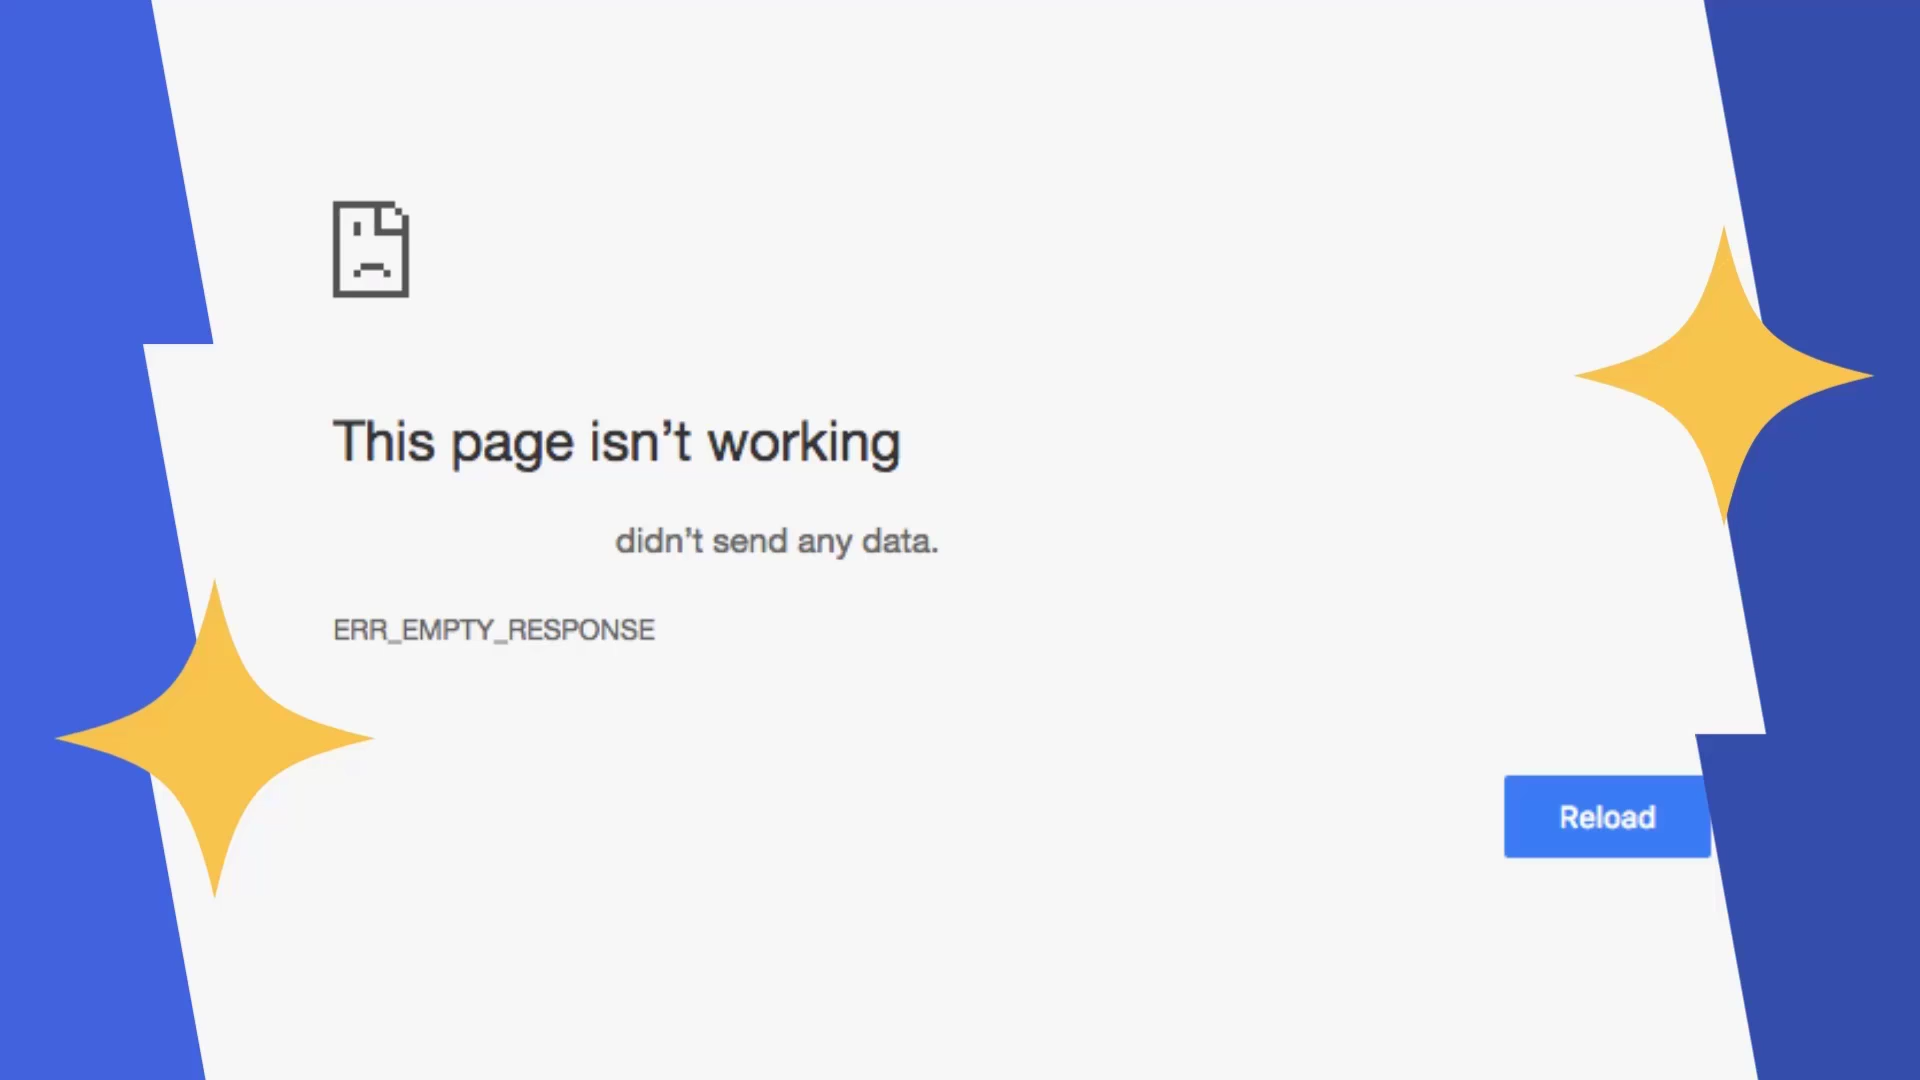 This page isn’t working
didn’t send any data.
ERR_EMPTY_RESPONSE
Reload